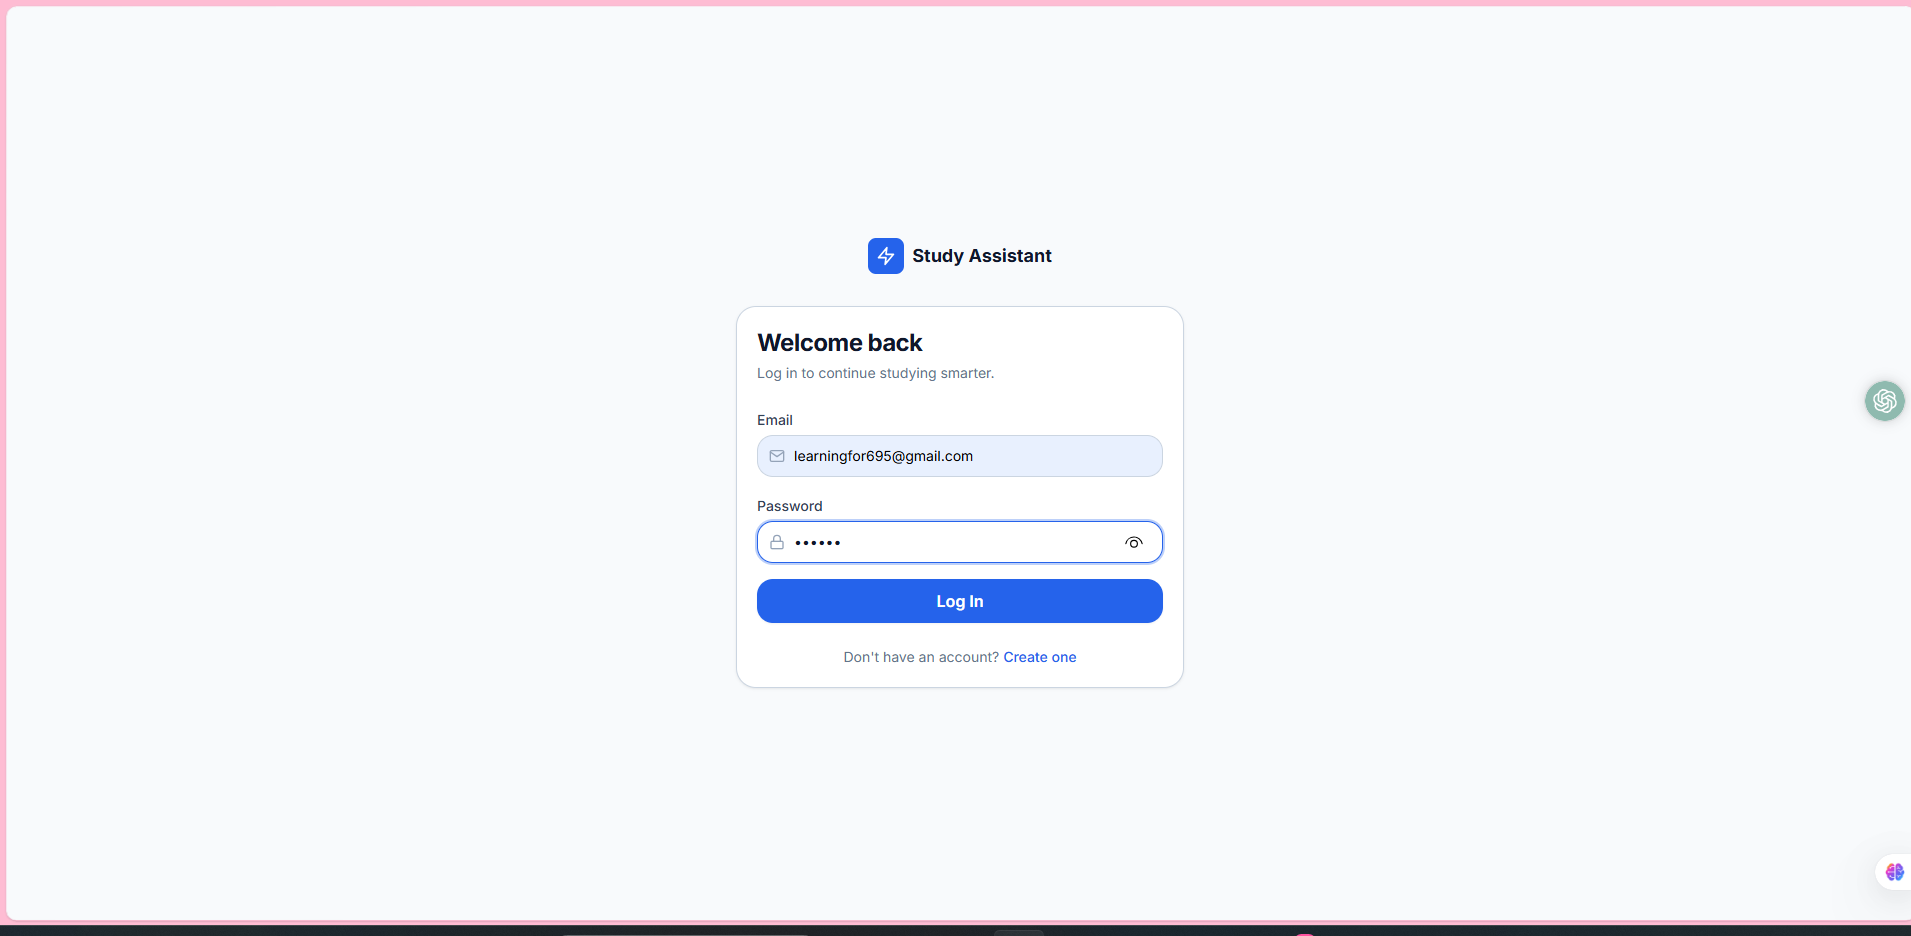 Study Assistant
Welcome back
Log in to continue studying smarter.
Email
learningfor695@gmail.com
Password
••••••
Log In
Don't have an account? Create one